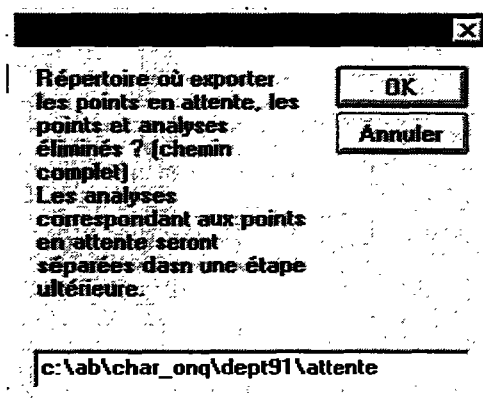 Répertoire où exporter
les points en attente, les
points et analyses
éliminés ? (chemin
complet)
Les analyses
correspondant aux points
en attente seront
séparées dasn une étape
ultérieure.
OK
Annuler
c:\ab\char_onq\dept91\attente